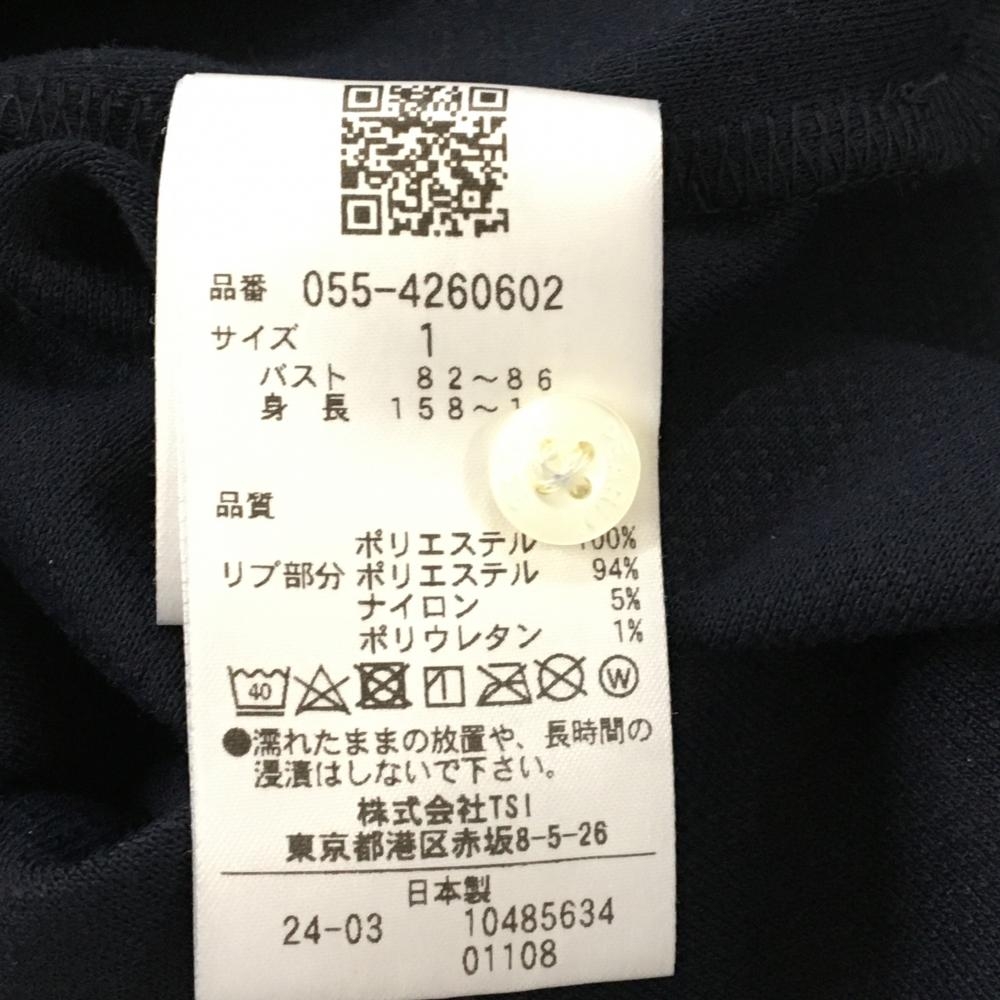 品番 055-4260602
サイズ 1
バスト 82～86
身長 158～1
品質
ポリエステル 100%
リブ部分 ポリエステル 94%
ナイロン 5%
ポリウレタン 1%
40 1 W
●濡れたままの放置や、長時間の
浸漬はしないで下さい。
株式会社TSI
東京都港区赤坂8-5-26
日本製
24-03 10485634
01108